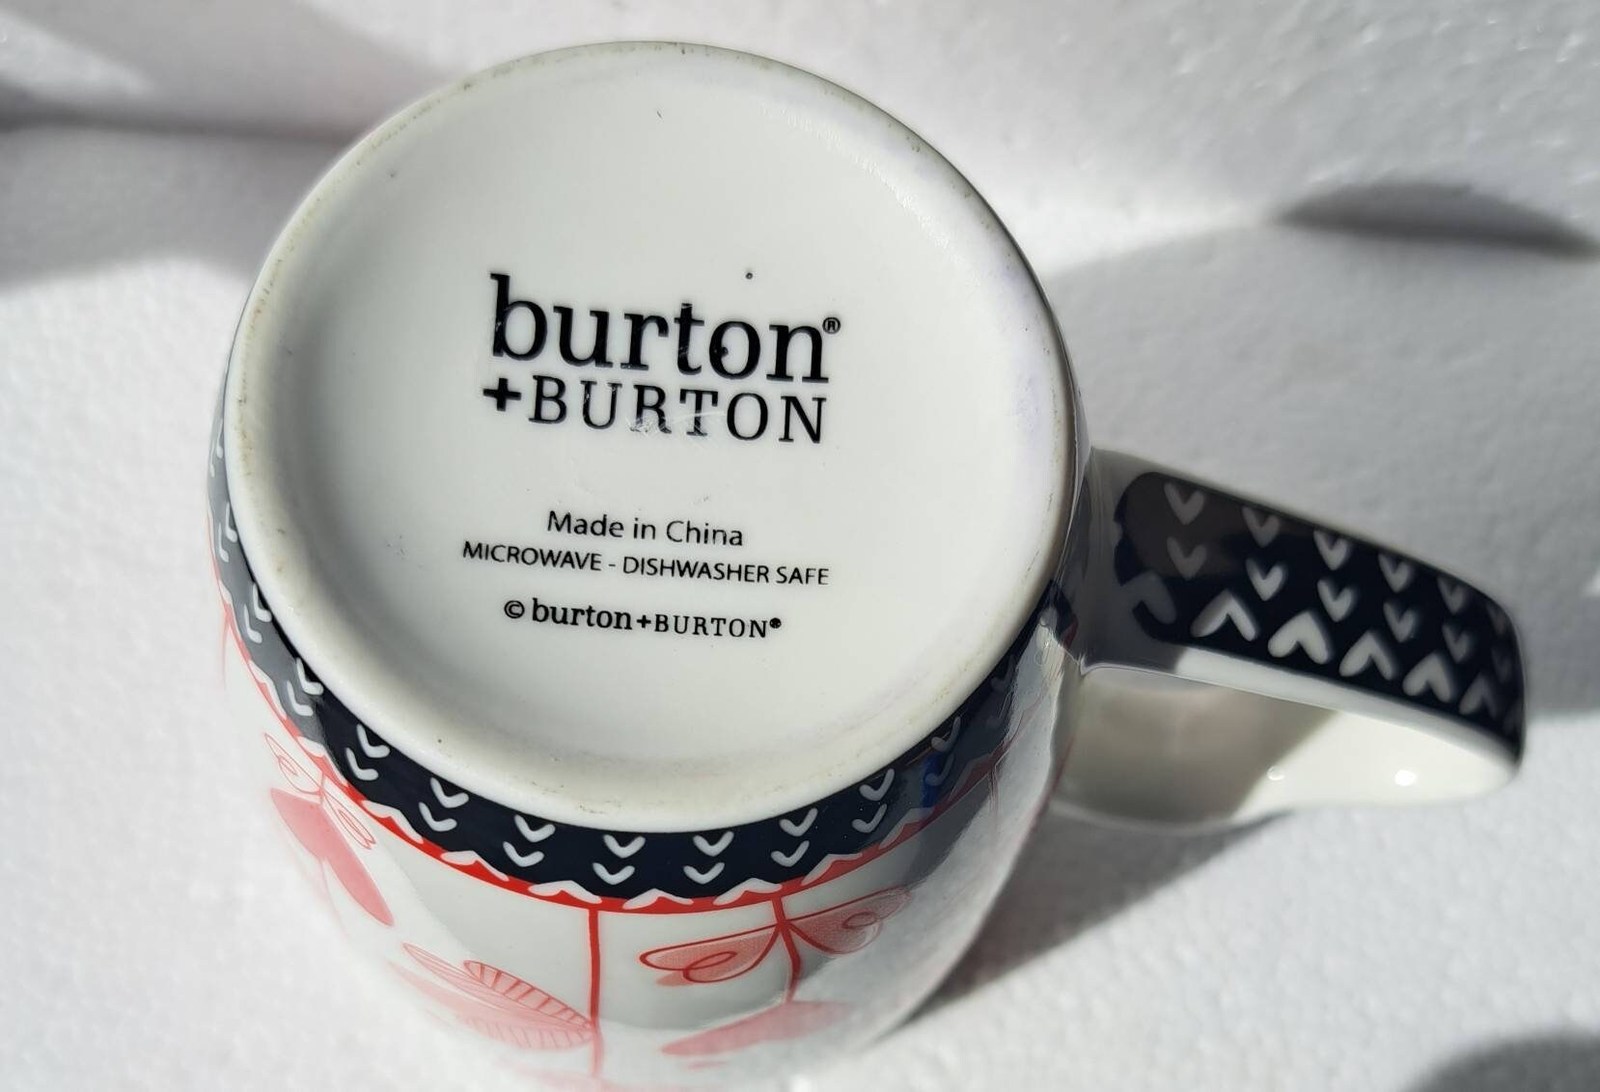 burton®
+BURTON
Made in China
MICROWAVE - DISHWASHER SAFE
© burton+BURTON®